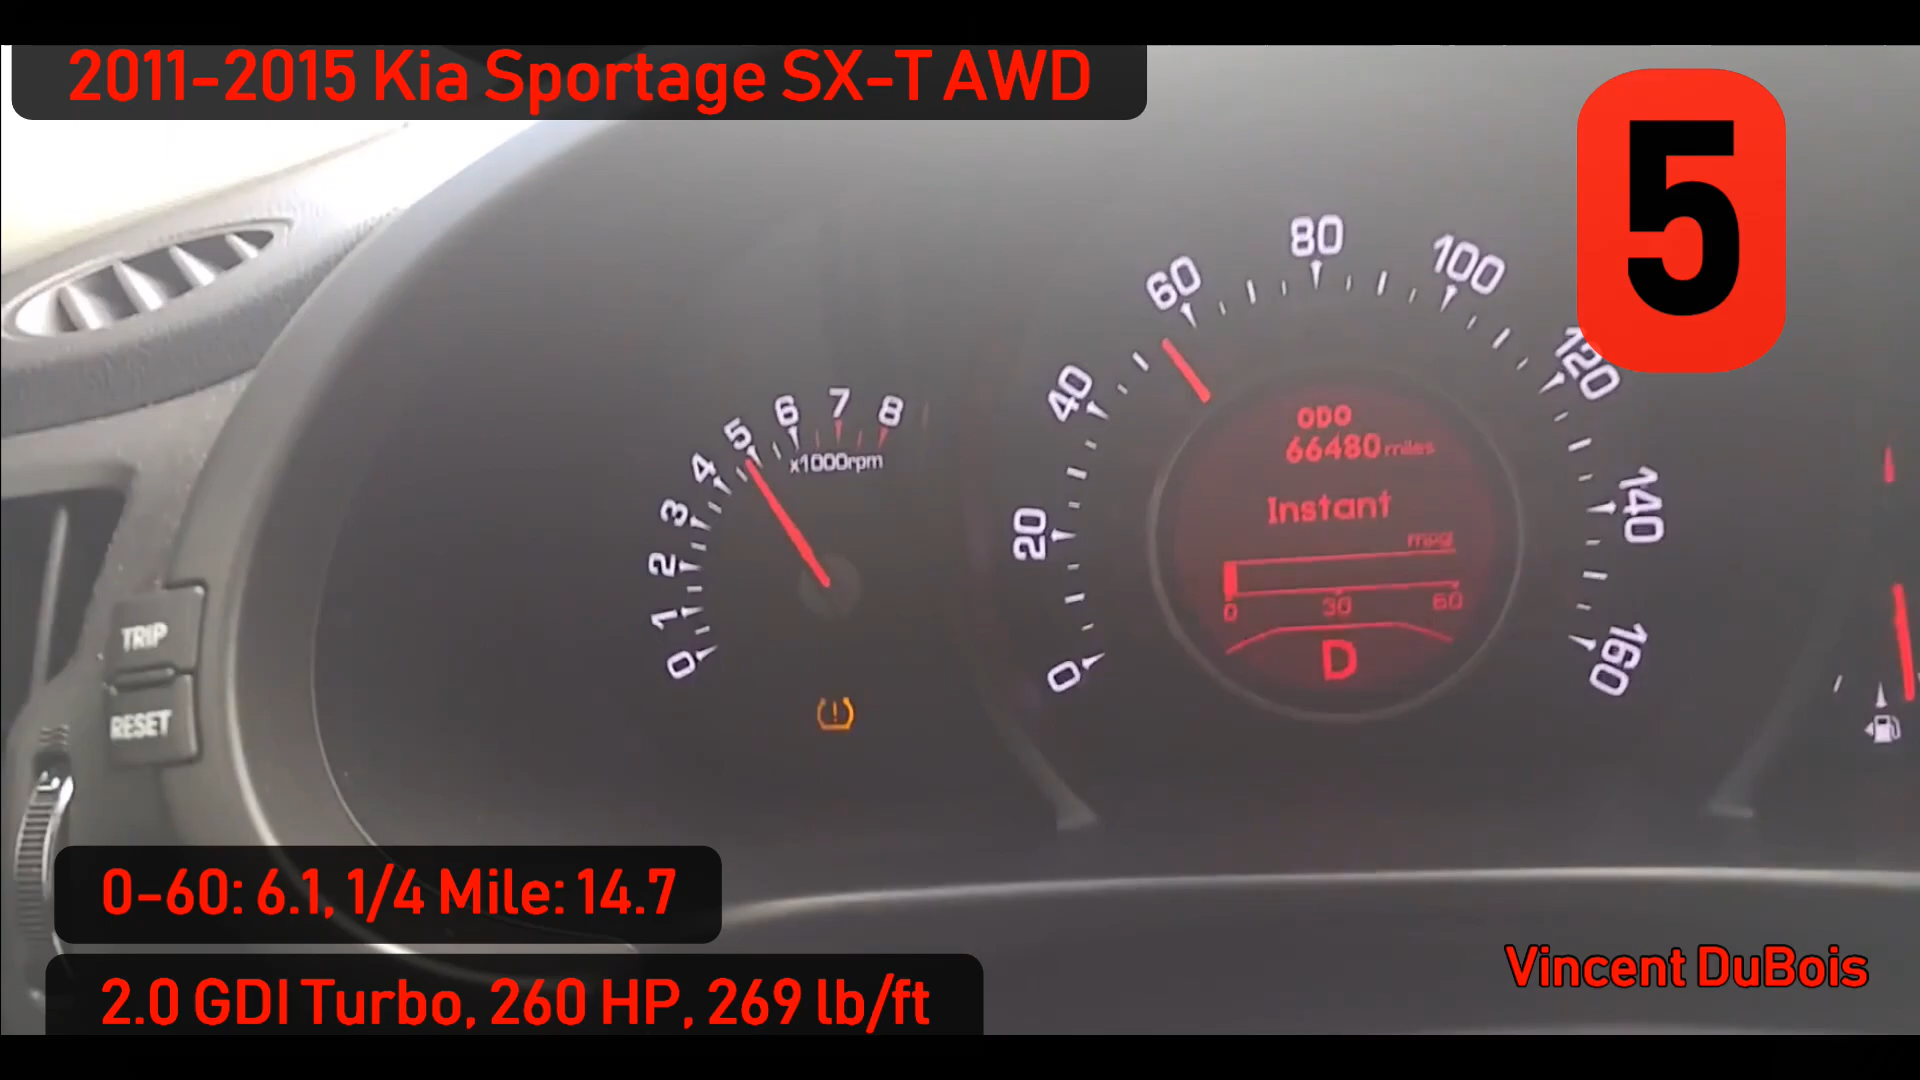 2011-2015 Kia Sportage SX-T AWD
5
80
60
100
120
40
140
20
160
0
ODO
66480 miles
Instant
mpg
0 30 60
D
8
7
6
5
4
3
2
1
0
x1000rpm
TRIP
RESET
0-60: 6.1, 1/4 Mile: 14.7
2.0 GDI Turbo, 260 HP, 269 lb/ft
Vincent DuBois